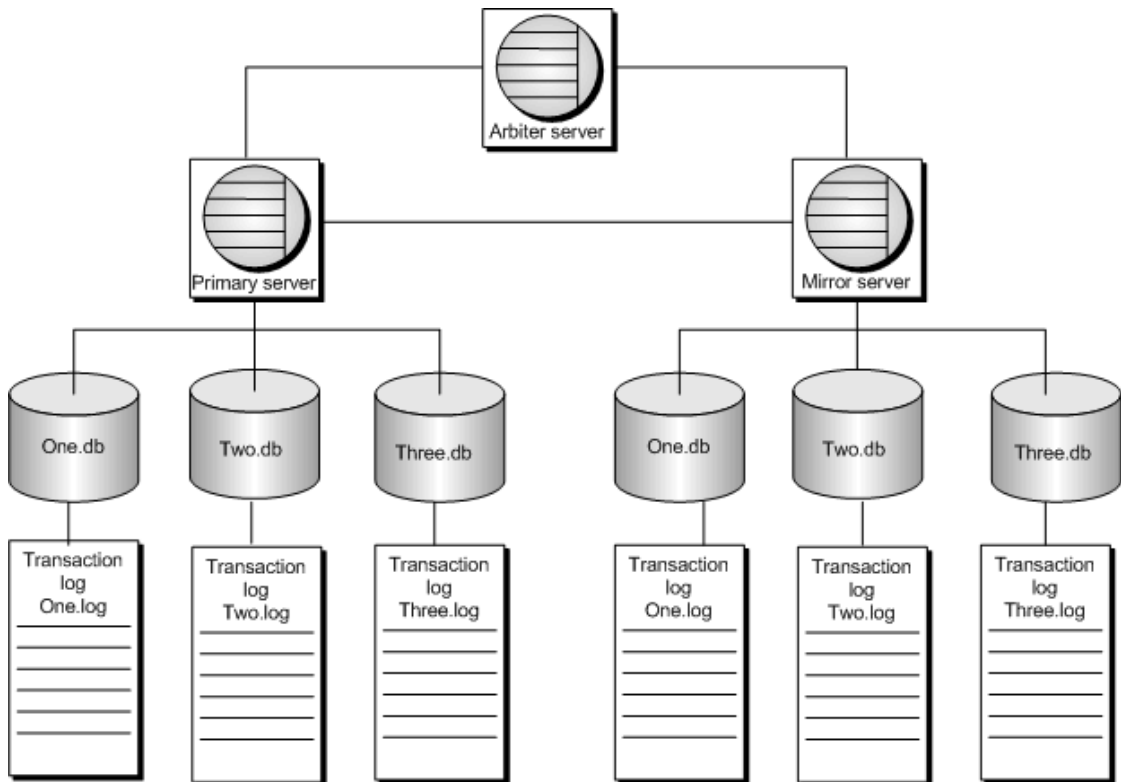 Arbiter server
Primary server
Mirror server
One.db
Two.db
Three.db
One.db
Two.db
Three.db
Transaction
log
One.log
Transaction
log
Two.log
Transaction
log
Three.log
Transaction
log
One.log
Transaction
log
Two.log
Transaction
log
Three.log